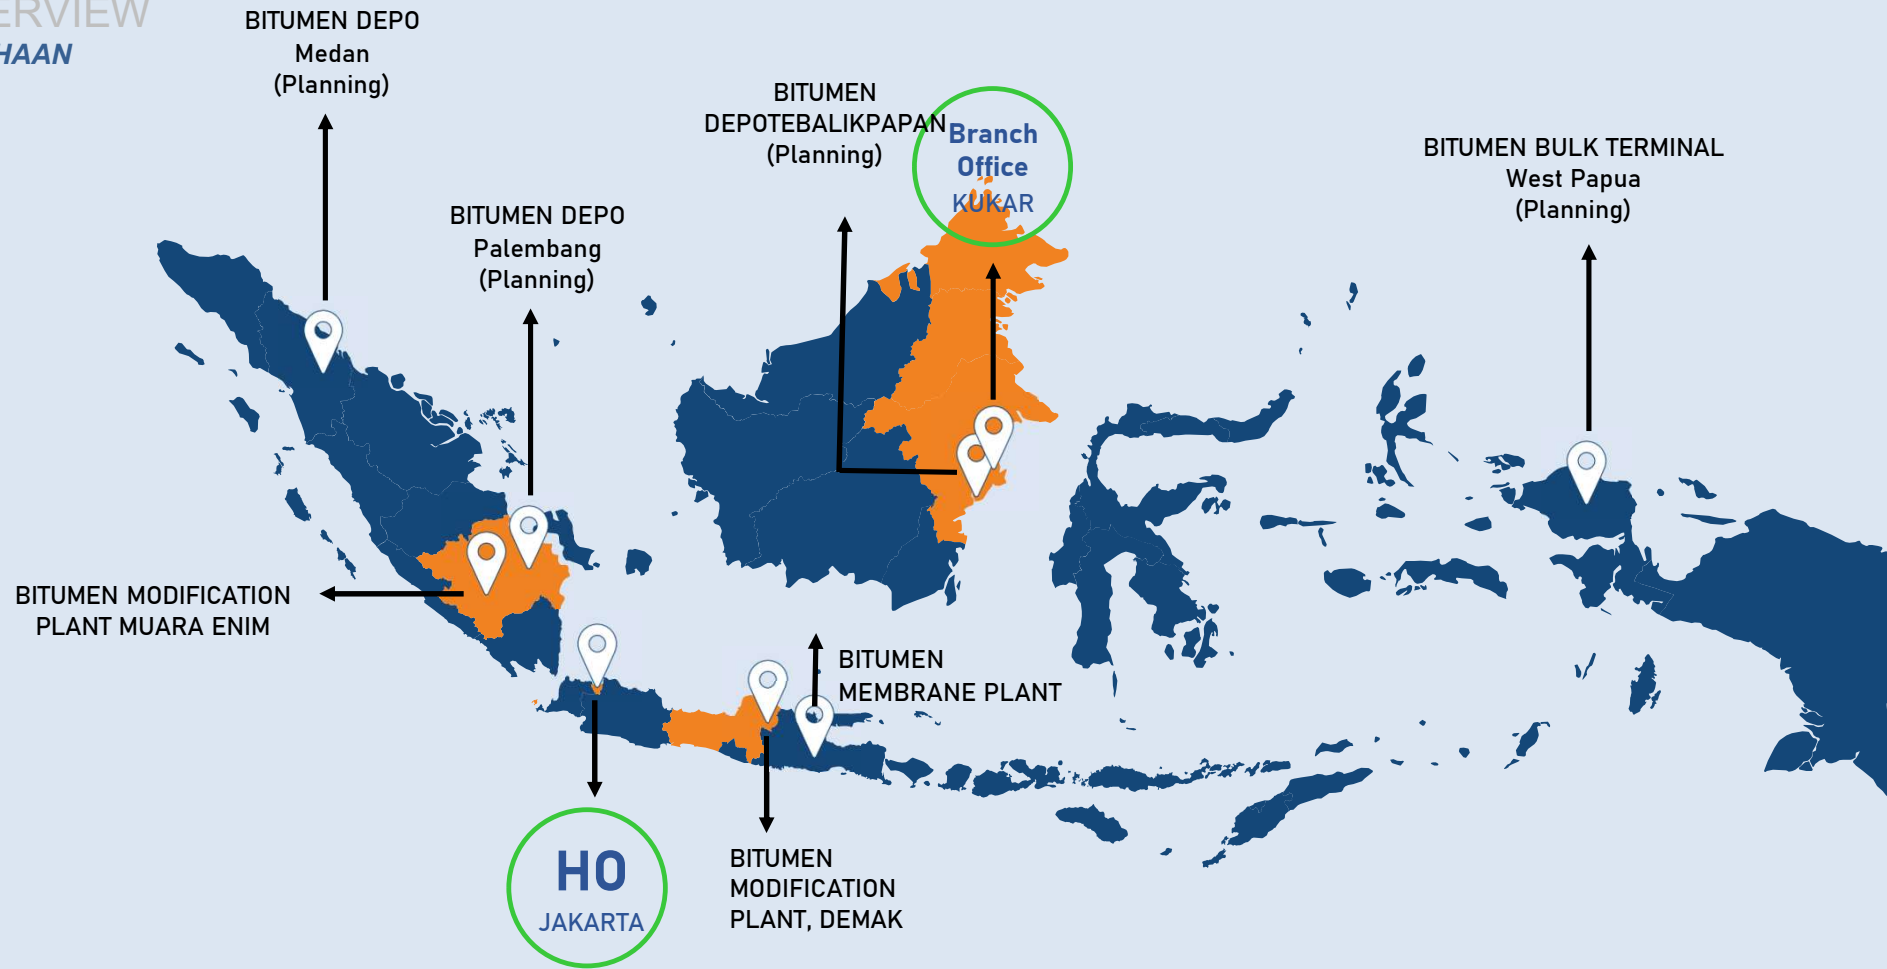 ERVIEW
HAAN
BITUMEN DEPO
Medan
(Planning)
BITUMEN
DEPOTEBALIKPAPAN
(Planning)
Branch
Office
KUKAR
BITUMEN BULK TERMINAL
West Papua
(Planning)
BITUMEN DEPO
Palembang
(Planning)
BITUMEN MODIFICATION
PLANT MUARA ENIM
BITUMEN
MEMBRANE PLANT
HO
JAKARTA
BITUMEN
MODIFICATION
PLANT, DEMAK